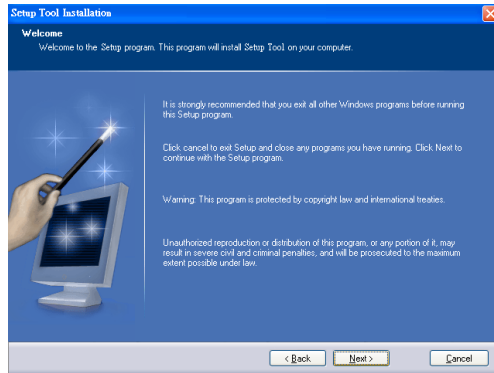 Setup Tool Installation
Welcome
Welcome to the Setup program. This program will install Setup Tool on your computer.
It is strongly recommended that you exit all other Windows programs before running
this Setup program.
Click cancel to exit Setup and close any programs you have running. Click Next to
continue with the Setup program.
Warning: This program is protected by copyright law and international treaties.
Unauthorized reproduction or distribution of this program, or any portion of it, may
result in severe civil and criminal penalties, and will be prosecuted to the maximum
extent possible under law.
< Back Next > Cancel